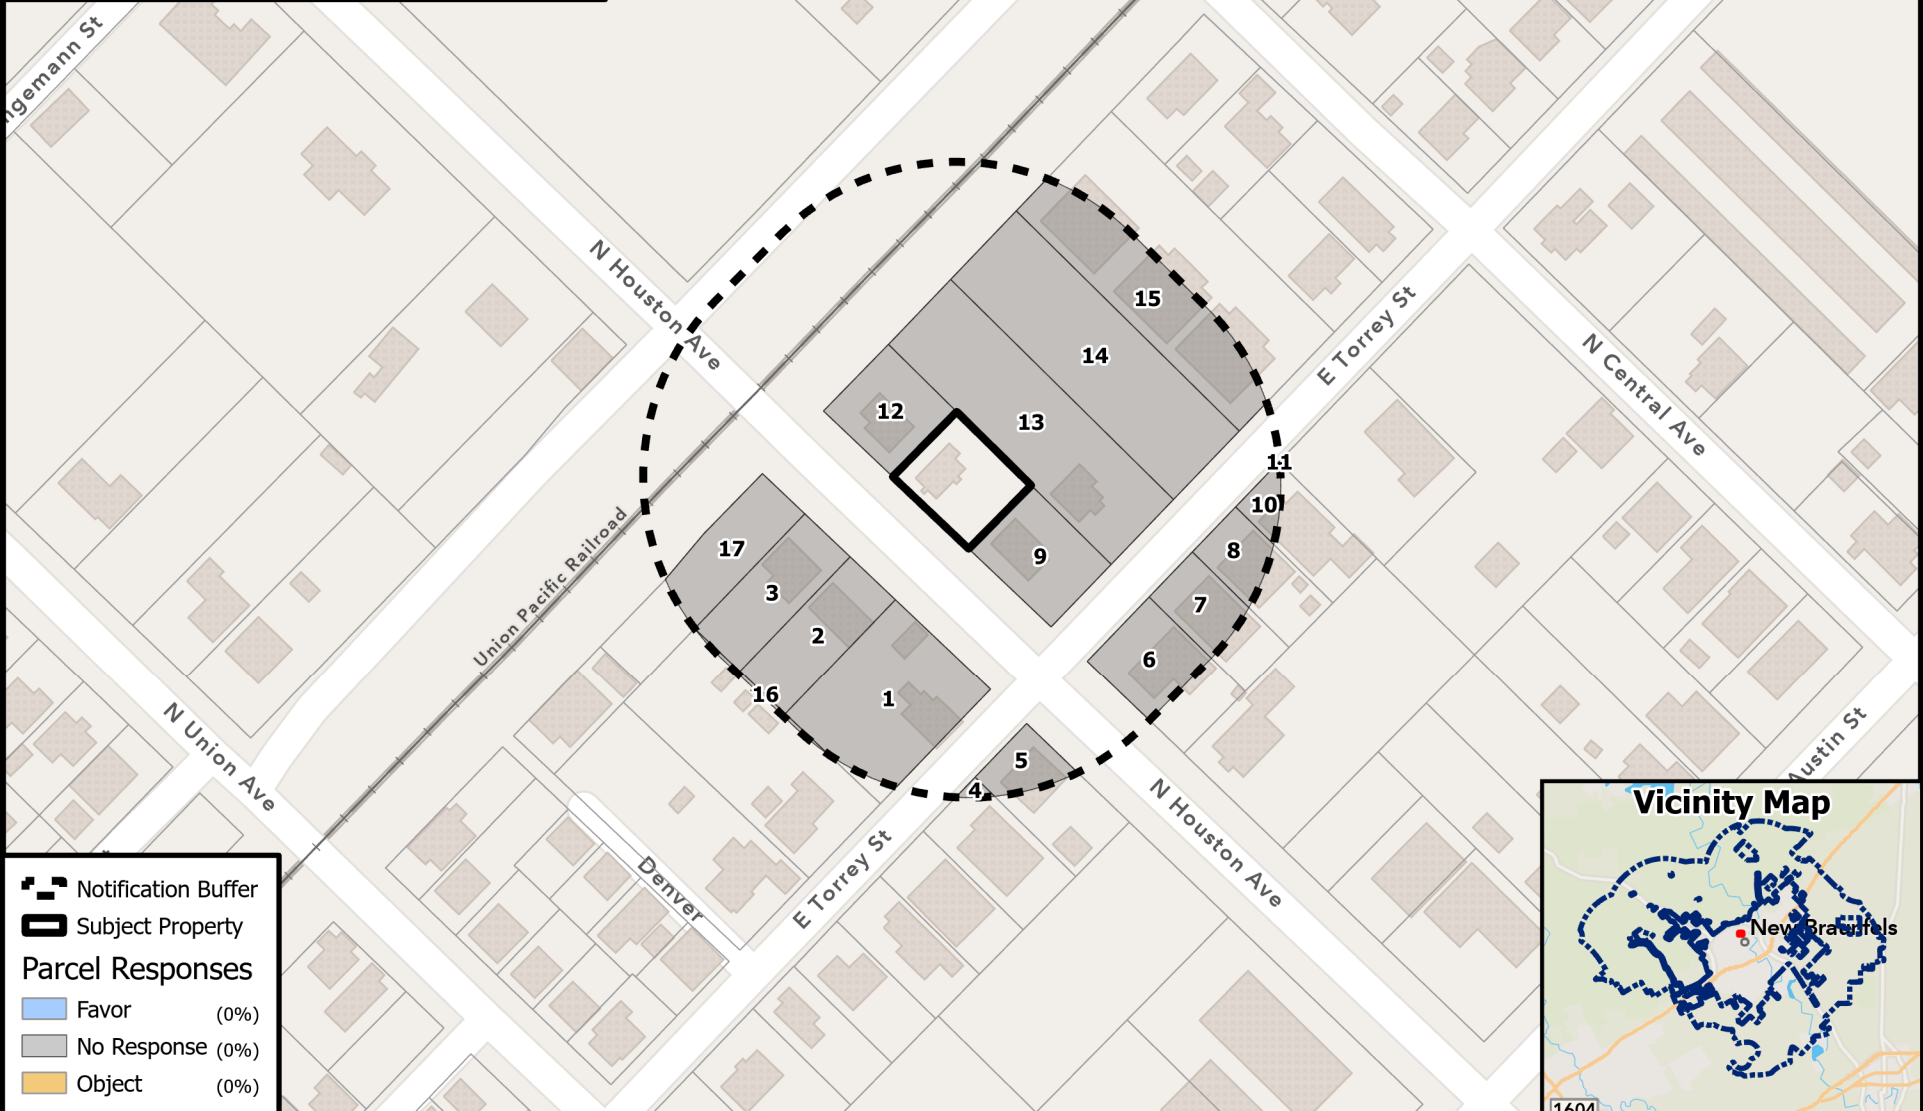 N Houston Ave
E Torrey St
N Central Ave
Union Pacific Railroad
N Union Ave
Denver
E Torrey St
N Houston Ave
Austin St
15
14
12
13
11
10
9
8
7
6
17
3
2
16
1
5
4
Notification Buffer
Subject Property
Parcel Responses
Favor (0%)
No Response (0%)
Object (0%)
Vicinity Map
New Braunfels
1604